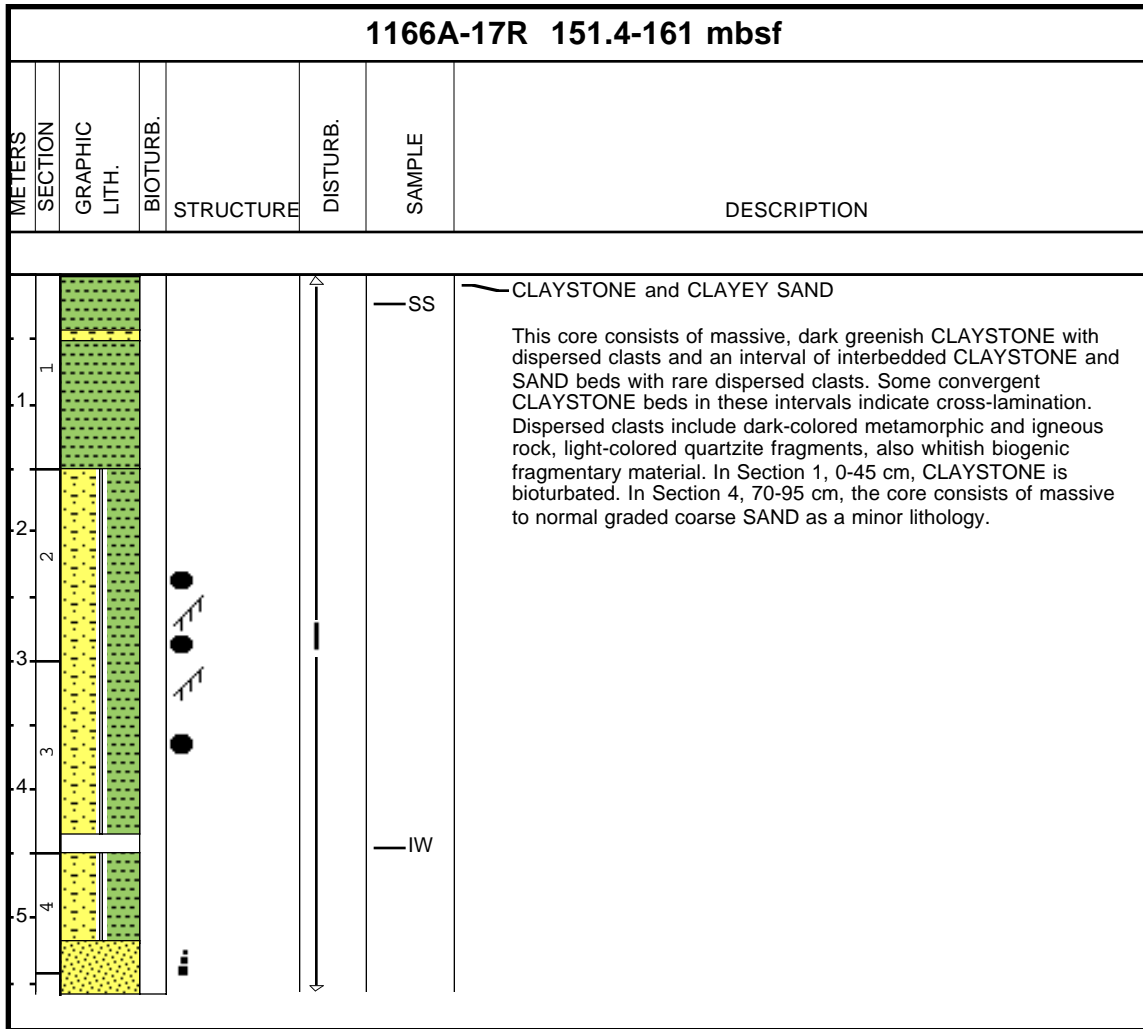 1166A-17R 151.4-161 mbsf
METERS
SECTION
GRAPHIC
LITH.
BIOTURB.
STRUCTURE
DISTURB.
SAMPLE
DESCRIPTION
SS
CLAYSTONE and CLAYEY SAND
This core consists of massive, dark greenish CLAYSTONE with
dispersed clasts and an interval of interbedded CLAYSTONE and
SAND beds with rare dispersed clasts. Some convergent
CLAYSTONE beds in these intervals indicate cross-lamination.
Dispersed clasts include dark-colored metamorphic and igneous
rock, light-colored quartzite fragments, also whitish biogenic
fragmentary material. In Section 1, 0-45 cm, CLAYSTONE is
bioturbated. In Section 4, 70-95 cm, the core consists of massive
to normal graded coarse SAND as a minor lithology.
1
1
2
2
3
3
4
IW
4
5